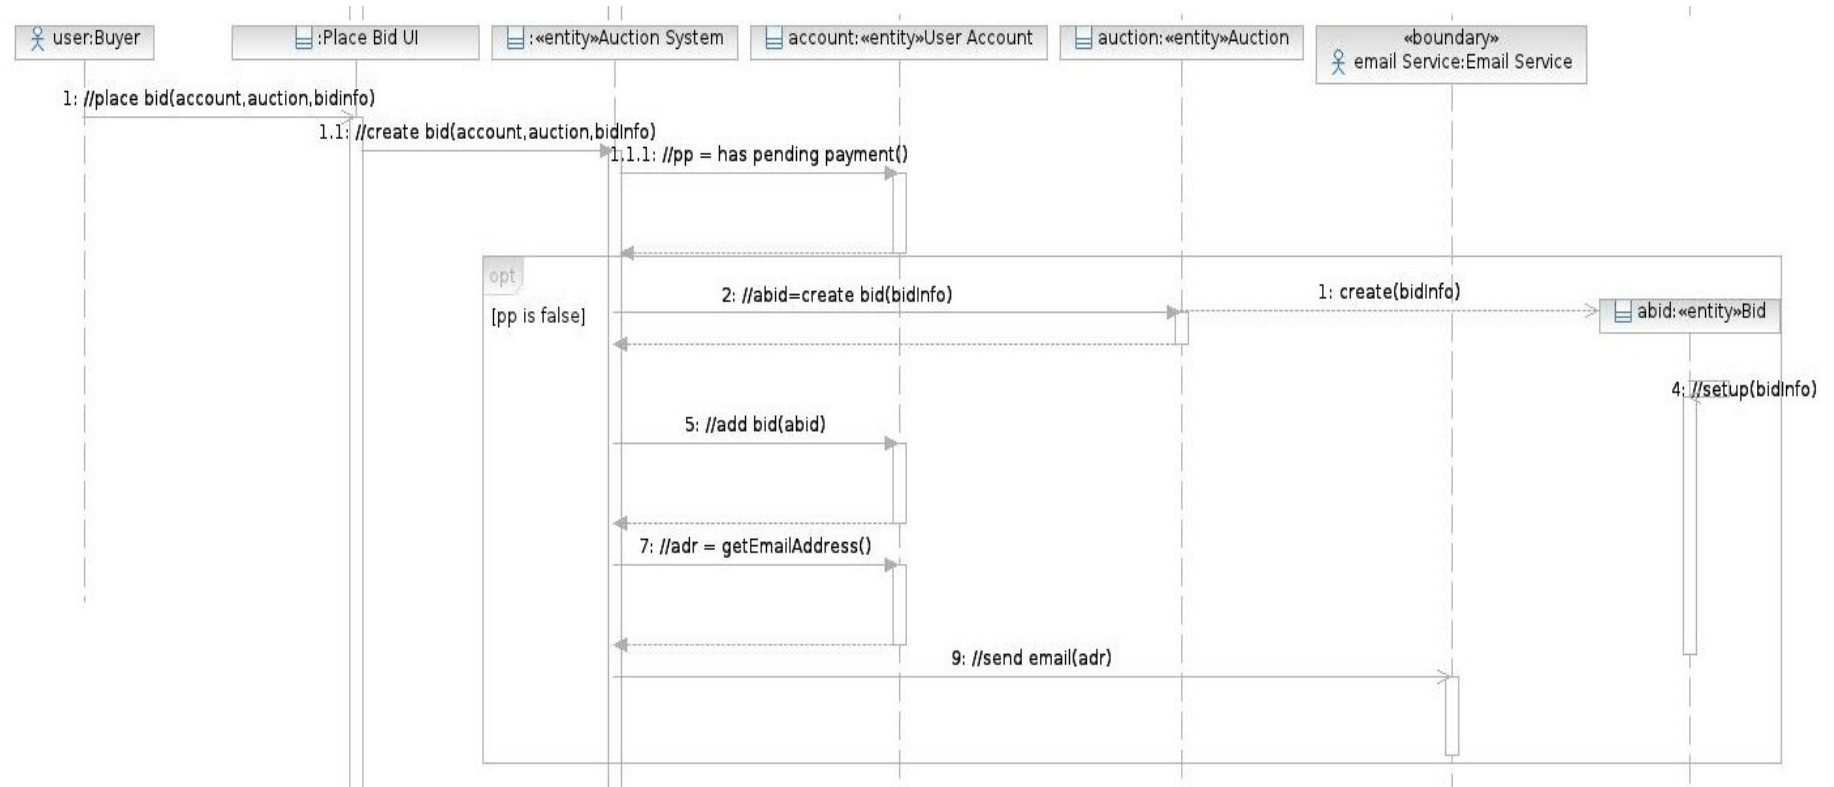 user:Buyer
:Place Bid UI
:«entity»Auction System
account:«entity»User Account
auction:«entity»Auction
«boundary»
email Service:Email Service
1: //place bid(account,auction,bidinfo)
1.1: //create bid(account,auction,bidInfo)
1.1.1: //pp = has pending payment()
opt
[pp is false]
2: //abid=create bid(bidInfo)
1: create(bidInfo)
abid:«entity»Bid
4: //setup(bidInfo)
5: //add bid(abid)
7: //adr = getEmailAddress()
9: //send email(adr)